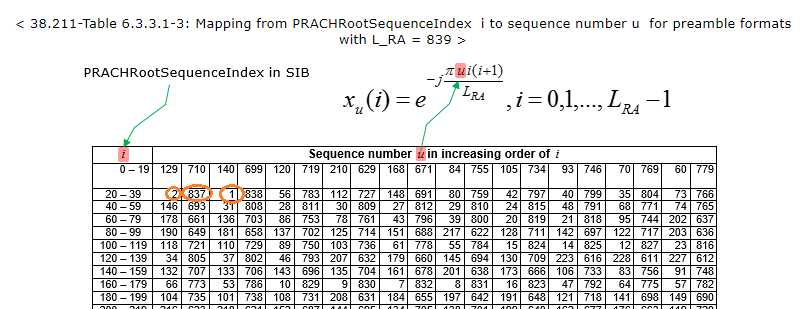 < 38.211-Table 6.3.3.1-3: Mapping from PRACHRootSequenceIndex i to sequence number u for preamble formats
with L_RA = 839 >
PRACHRootSequenceIndex in SIB
x_u(i) = e^{-j πui(i+1)/L_RA}, i = 0,1,..., L_RA −1
i Sequence number u in increasing order of i
0 – 19 129 710 140 699 120 719 210 629 168 671 84 755 105 734 93 746 70 769 60 779
20 – 39 2 837 1 838 56 783 112 727 148 691 80 759 42 797 40 799 35 804 73 766
40 – 59 146 693 31 808 28 811 30 809 27 812 29 810 24 815 48 791 68 771 74 765
60 – 79 178 661 136 703 86 753 78 761 43 796 39 800 20 819 21 818 95 744 202 637
80 – 99 190 649 181 658 137 702 125 714 151 688 217 622 128 711 142 697 122 717 203 636
100 – 119 118 721 110 729 89 750 103 736 61 778 55 784 15 824 14 825 12 827 23 816
120 – 139 34 805 37 802 46 793 207 632 179 660 145 694 130 709 223 616 228 611 227 612
140 – 159 132 707 133 706 143 696 135 704 161 678 201 638 173 666 106 733 83 756 91 748
160 – 179 66 773 53 786 10 829 9 830 7 832 8 831 16 823 47 792 64 775 57 782
180 – 199 104 735 101 738 108 731 208 631 184 655 197 642 191 648 121 718 141 698 149 690